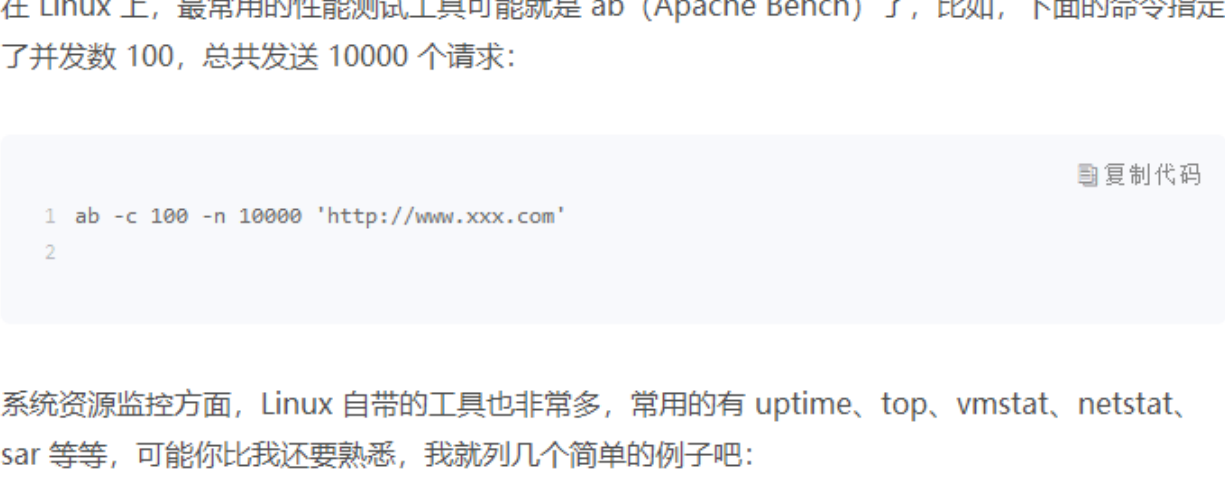 在 Linux 上，最常用的性能测试工具可能就是 ab（Apache Bench）了，比如，下面的命令指定
了并发数 100，总共发送 10000 个请求：
复制代码
1 ab -c 100 -n 10000 'http://www.xxx.com'
2
系统资源监控方面，Linux 自带的工具也非常多，常用的有 uptime、top、vmstat、netstat、
sar 等等，可能你比我还要熟悉，我就列几个简单的例子吧：